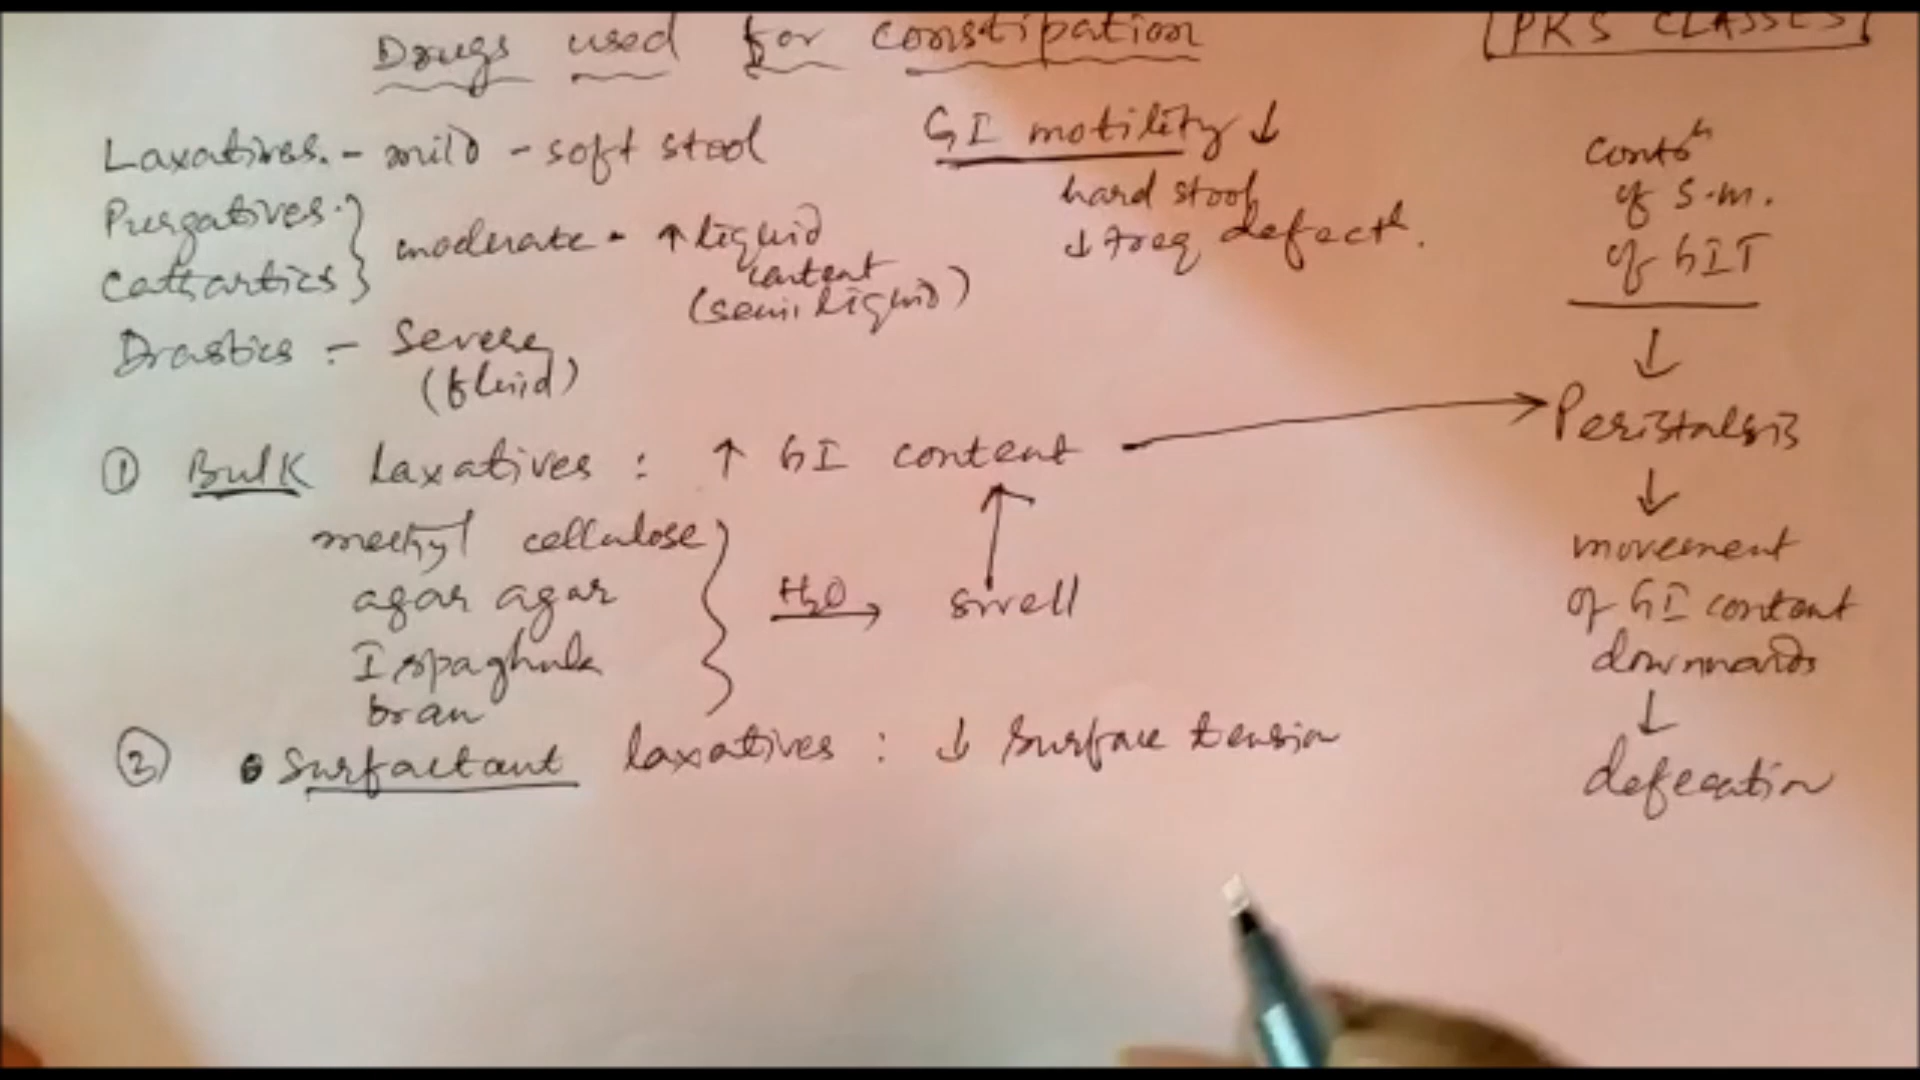 Drugs used for constipation
PKS CLASSES
Laxatives. - mild - soft stool
Purgatives.
Cathartics
moderate - ↑ liquid
content
(semi liquid)
Drastics :- Severe
(fluid)
GI motility ↓
hard stool
↓ freq defectⁿ.
Contⁿ
of S.m.
of GIT
↓
Peristalsis
↓
movement
of GI content
downwards
↓
defecation
① Bulk laxatives : ↑ GI content →
methyl cellulose
agar agar
Ispaghula
bran
H₂O → swell
② Surfactant laxatives : ↓ Surface tension